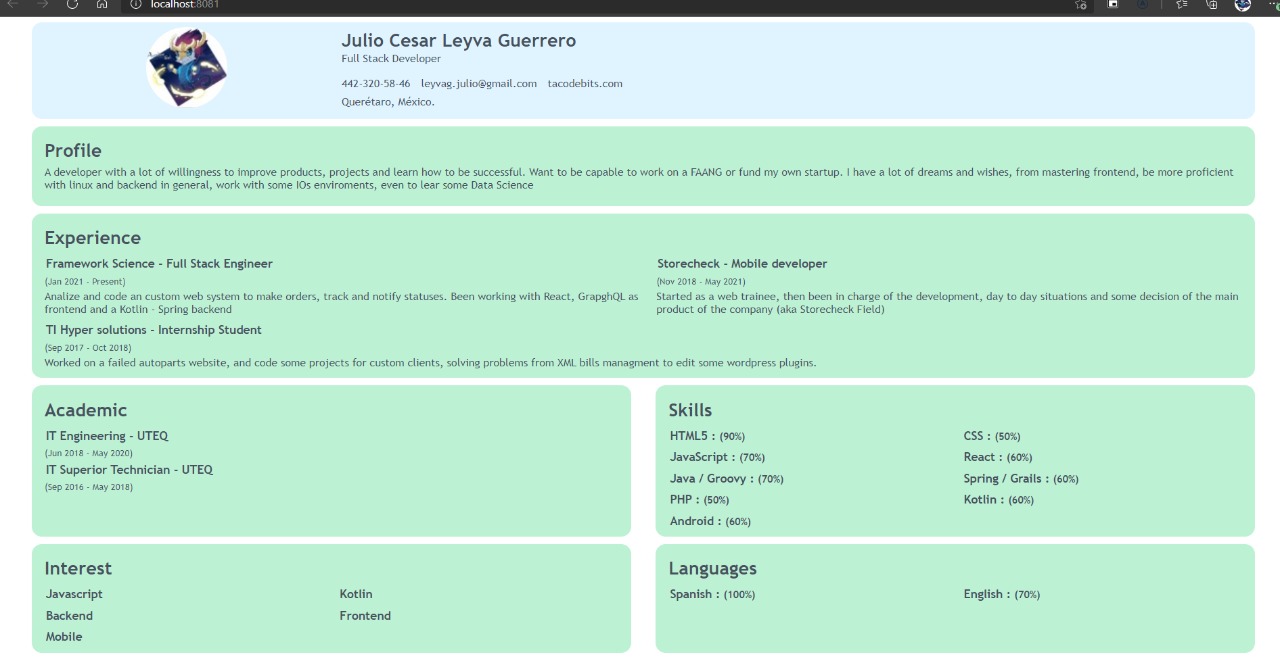 localhost:8081
Julio Cesar Leyva Guerrero
Full Stack Developer
442-320-58-46 leyvag.julio@gmail.com tacodebits.com
Querétaro, México.
Profile
A developer with a lot of willingness to improve products, projects and learn how to be successful. Want to be capable to work on a FAANG or fund my own startup. I have a lot of dreams and wishes, from mastering frontend, be more proficient
with linux and backend in general, work with some IOs enviroments, even to lear some Data Science
Experience
Framework Science - Full Stack Engineer
(Jan 2021 - Present)
Analize and code an custom web system to make orders, track and notify statuses. Been working with React, GrapghQL as
frontend and a Kotlin - Spring backend
Storecheck - Mobile developer
(Nov 2018 - May 2021)
Started as a web trainee, then been in charge of the development, day to day situations and some decision of the main
product of the company (aka Storecheck Field)
TI Hyper solutions - Internship Student
(Sep 2017 - Oct 2018)
Worked on a failed autoparts website, and code some projects for custom clients, solving problems from XML bills managment to edit some wordpress plugins.
Academic
IT Engineering - UTEQ
(Jun 2018 - May 2020)
IT Superior Technician - UTEQ
(Sep 2016 - May 2018)
Skills
HTML5 : (90%)
CSS : (50%)
JavaScript : (70%)
React : (60%)
Java / Groovy : (70%)
Spring / Grails : (60%)
PHP : (50%)
Kotlin : (60%)
Android : (60%)
Interest
Javascript
Kotlin
Backend
Frontend
Mobile
Languages
Spanish : (100%)
English : (70%)